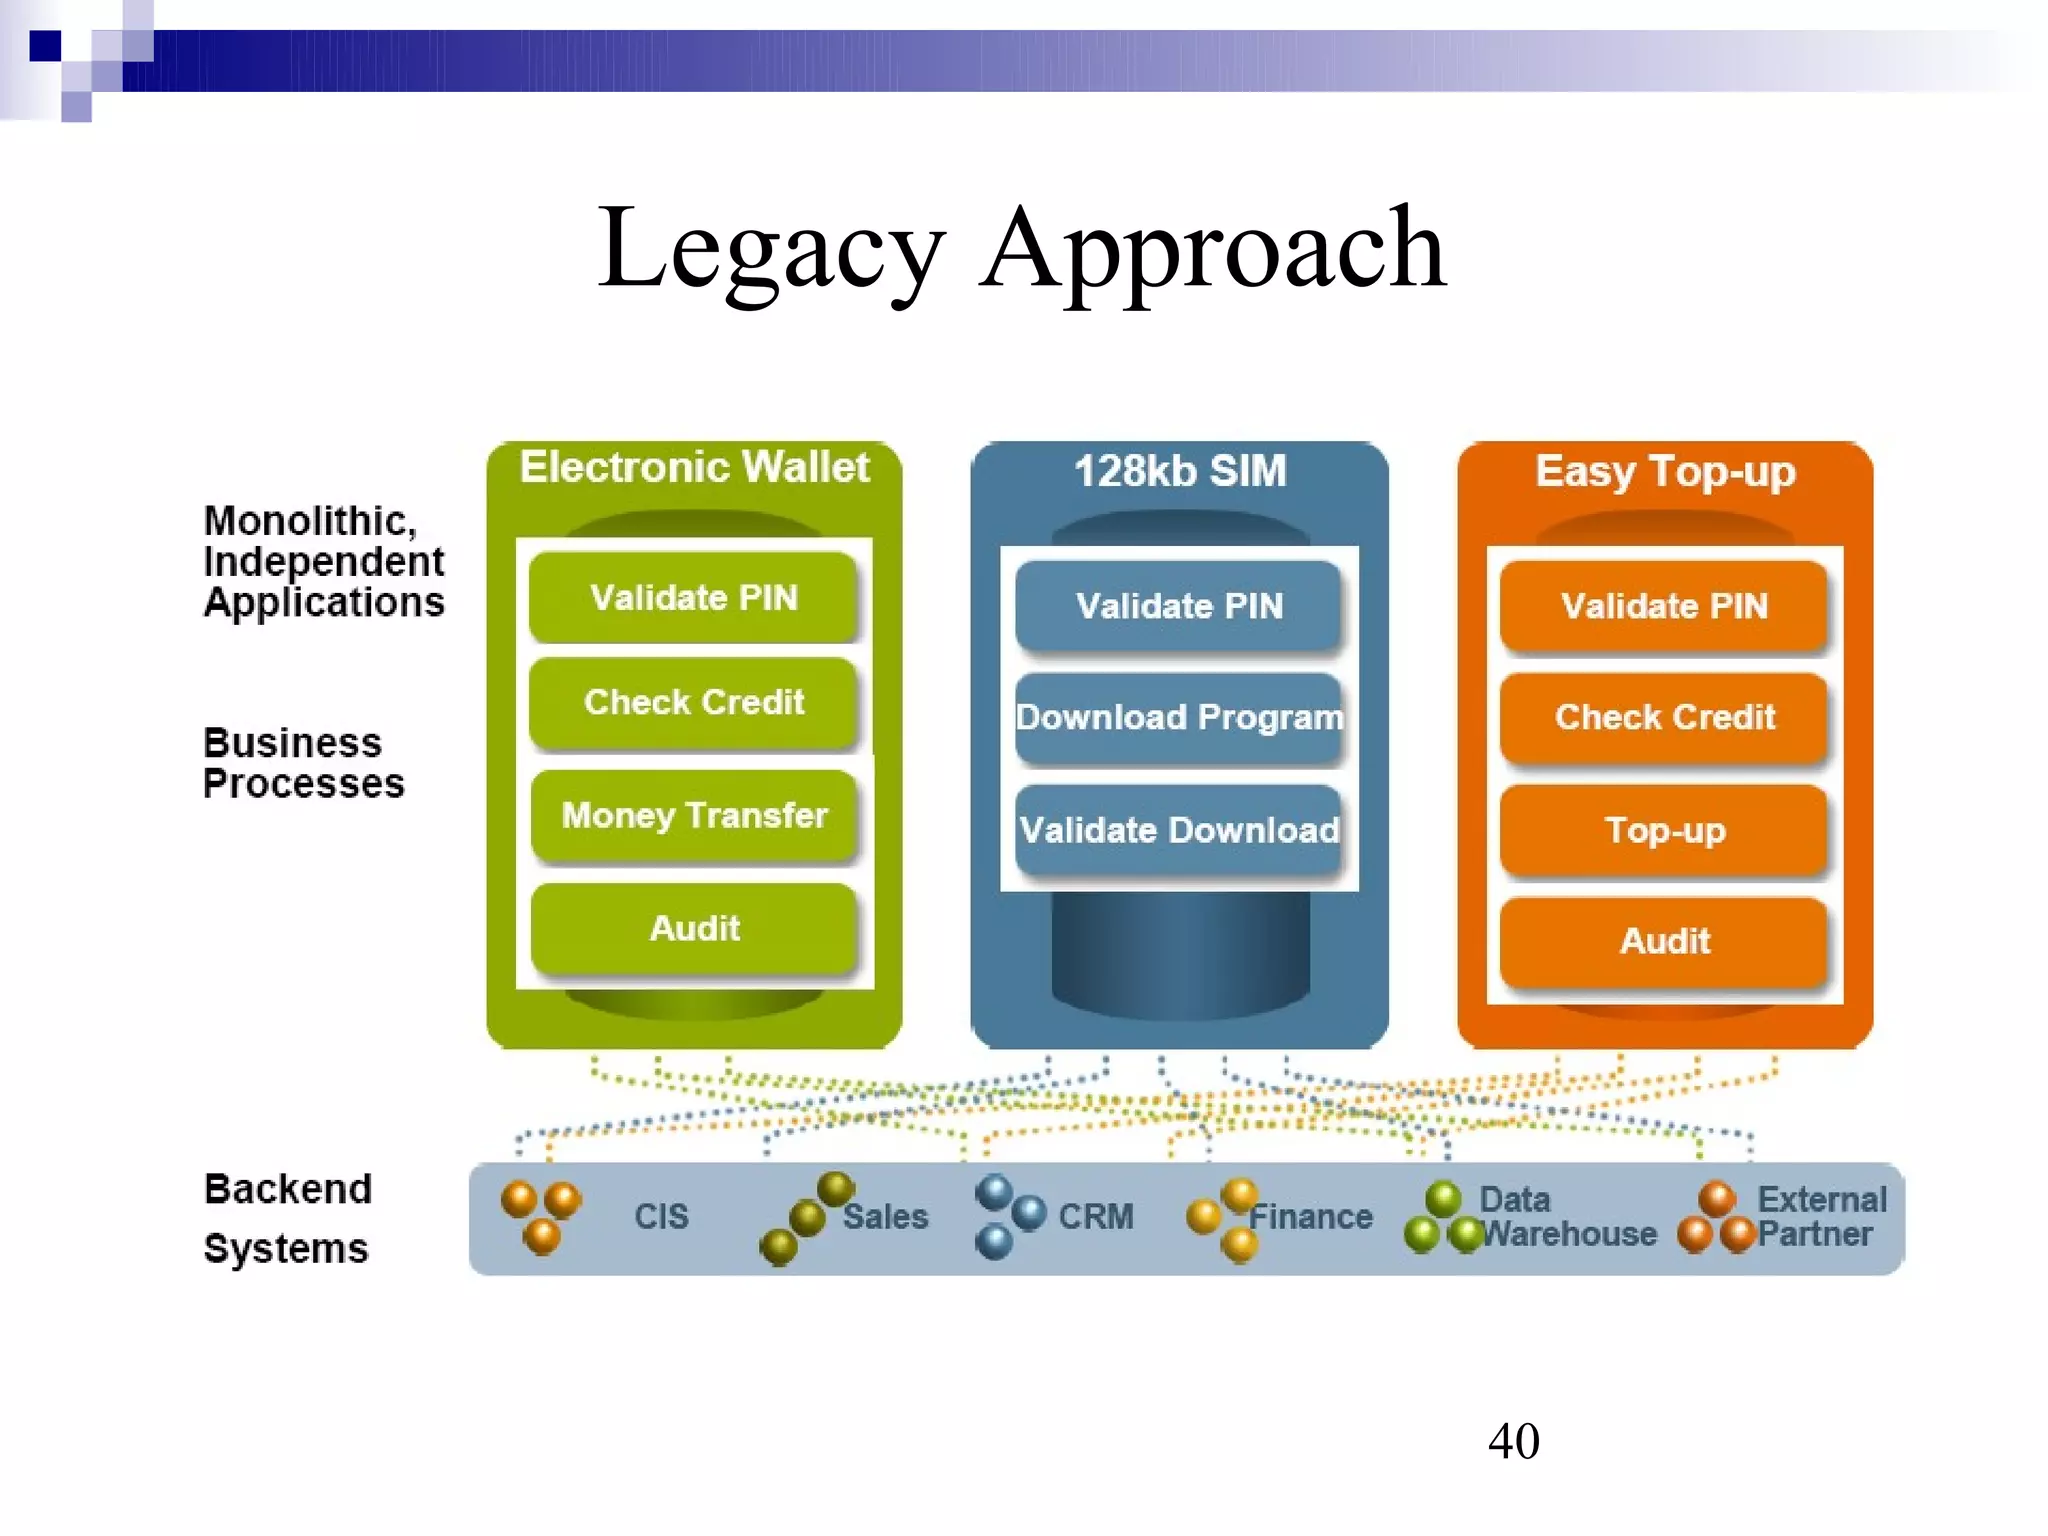 Legacy Approach
Monolithic,
Independent
Applications
Business
Processes
Electronic Wallet
Validate PIN
Check Credit
Money Transfer
Audit
128kb SIM
Validate PIN
Download Program
Validate Download
Easy Top-up
Validate PIN
Check Credit
Top-up
Audit
Backend
Systems
CIS
Sales
CRM
Finance
Data
Warehouse
External
Partner
40